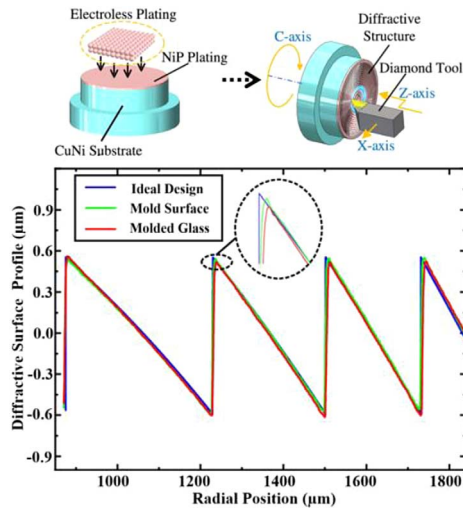 Electroless Plating
NiP Plating
CuNi Substrate
C-axis
Diffractive
Structure
Diamond Tool
Z-axis
X-axis
Ideal Design
Mold Surface
Molded Glass
Diffractive Surface Profile (μm)
0.9
0.6
0.3
0.0
-0.3
-0.6
-0.9
1000
1200
1400
1600
1800
Radial Position (μm)